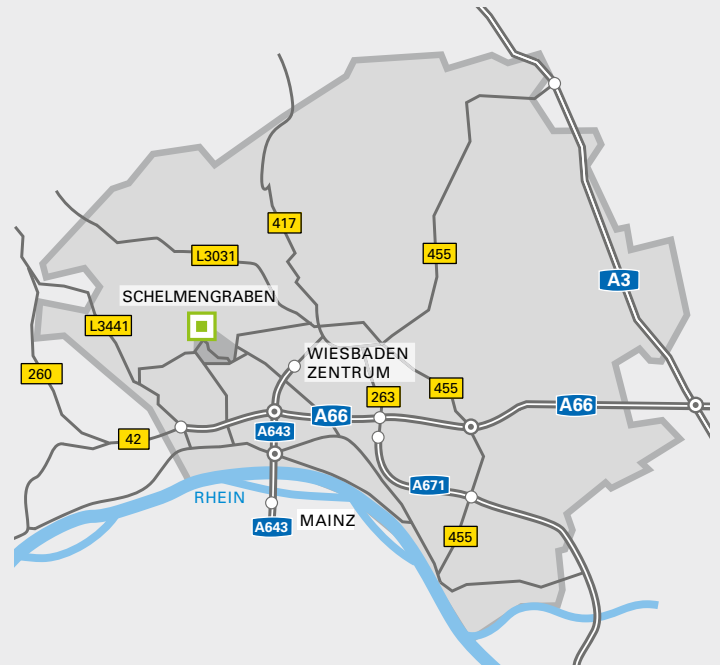 417
L3031
455
A3
SCHELMENGRABEN
L3441
WIESBADEN
ZENTRUM
260
455
263
A66
A66
A643
42
A671
RHEIN
A643
MAINZ
455